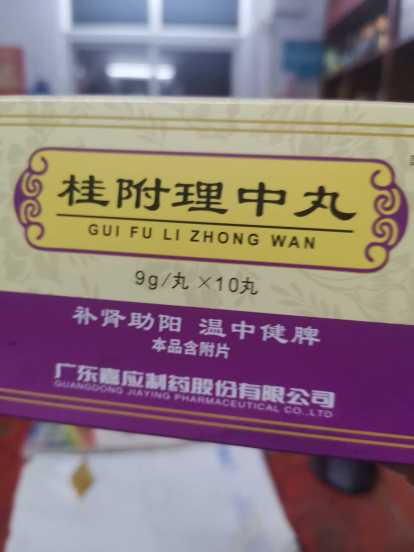 桂附理中丸
GUI FU LI ZHONG WAN
9g/丸×10丸
补肾助阳 温中健脾
本品含附片
广东嘉应制药股份有限公司
GUANGDONG JIAYING PHARMACEUTICAL CO.,LTD